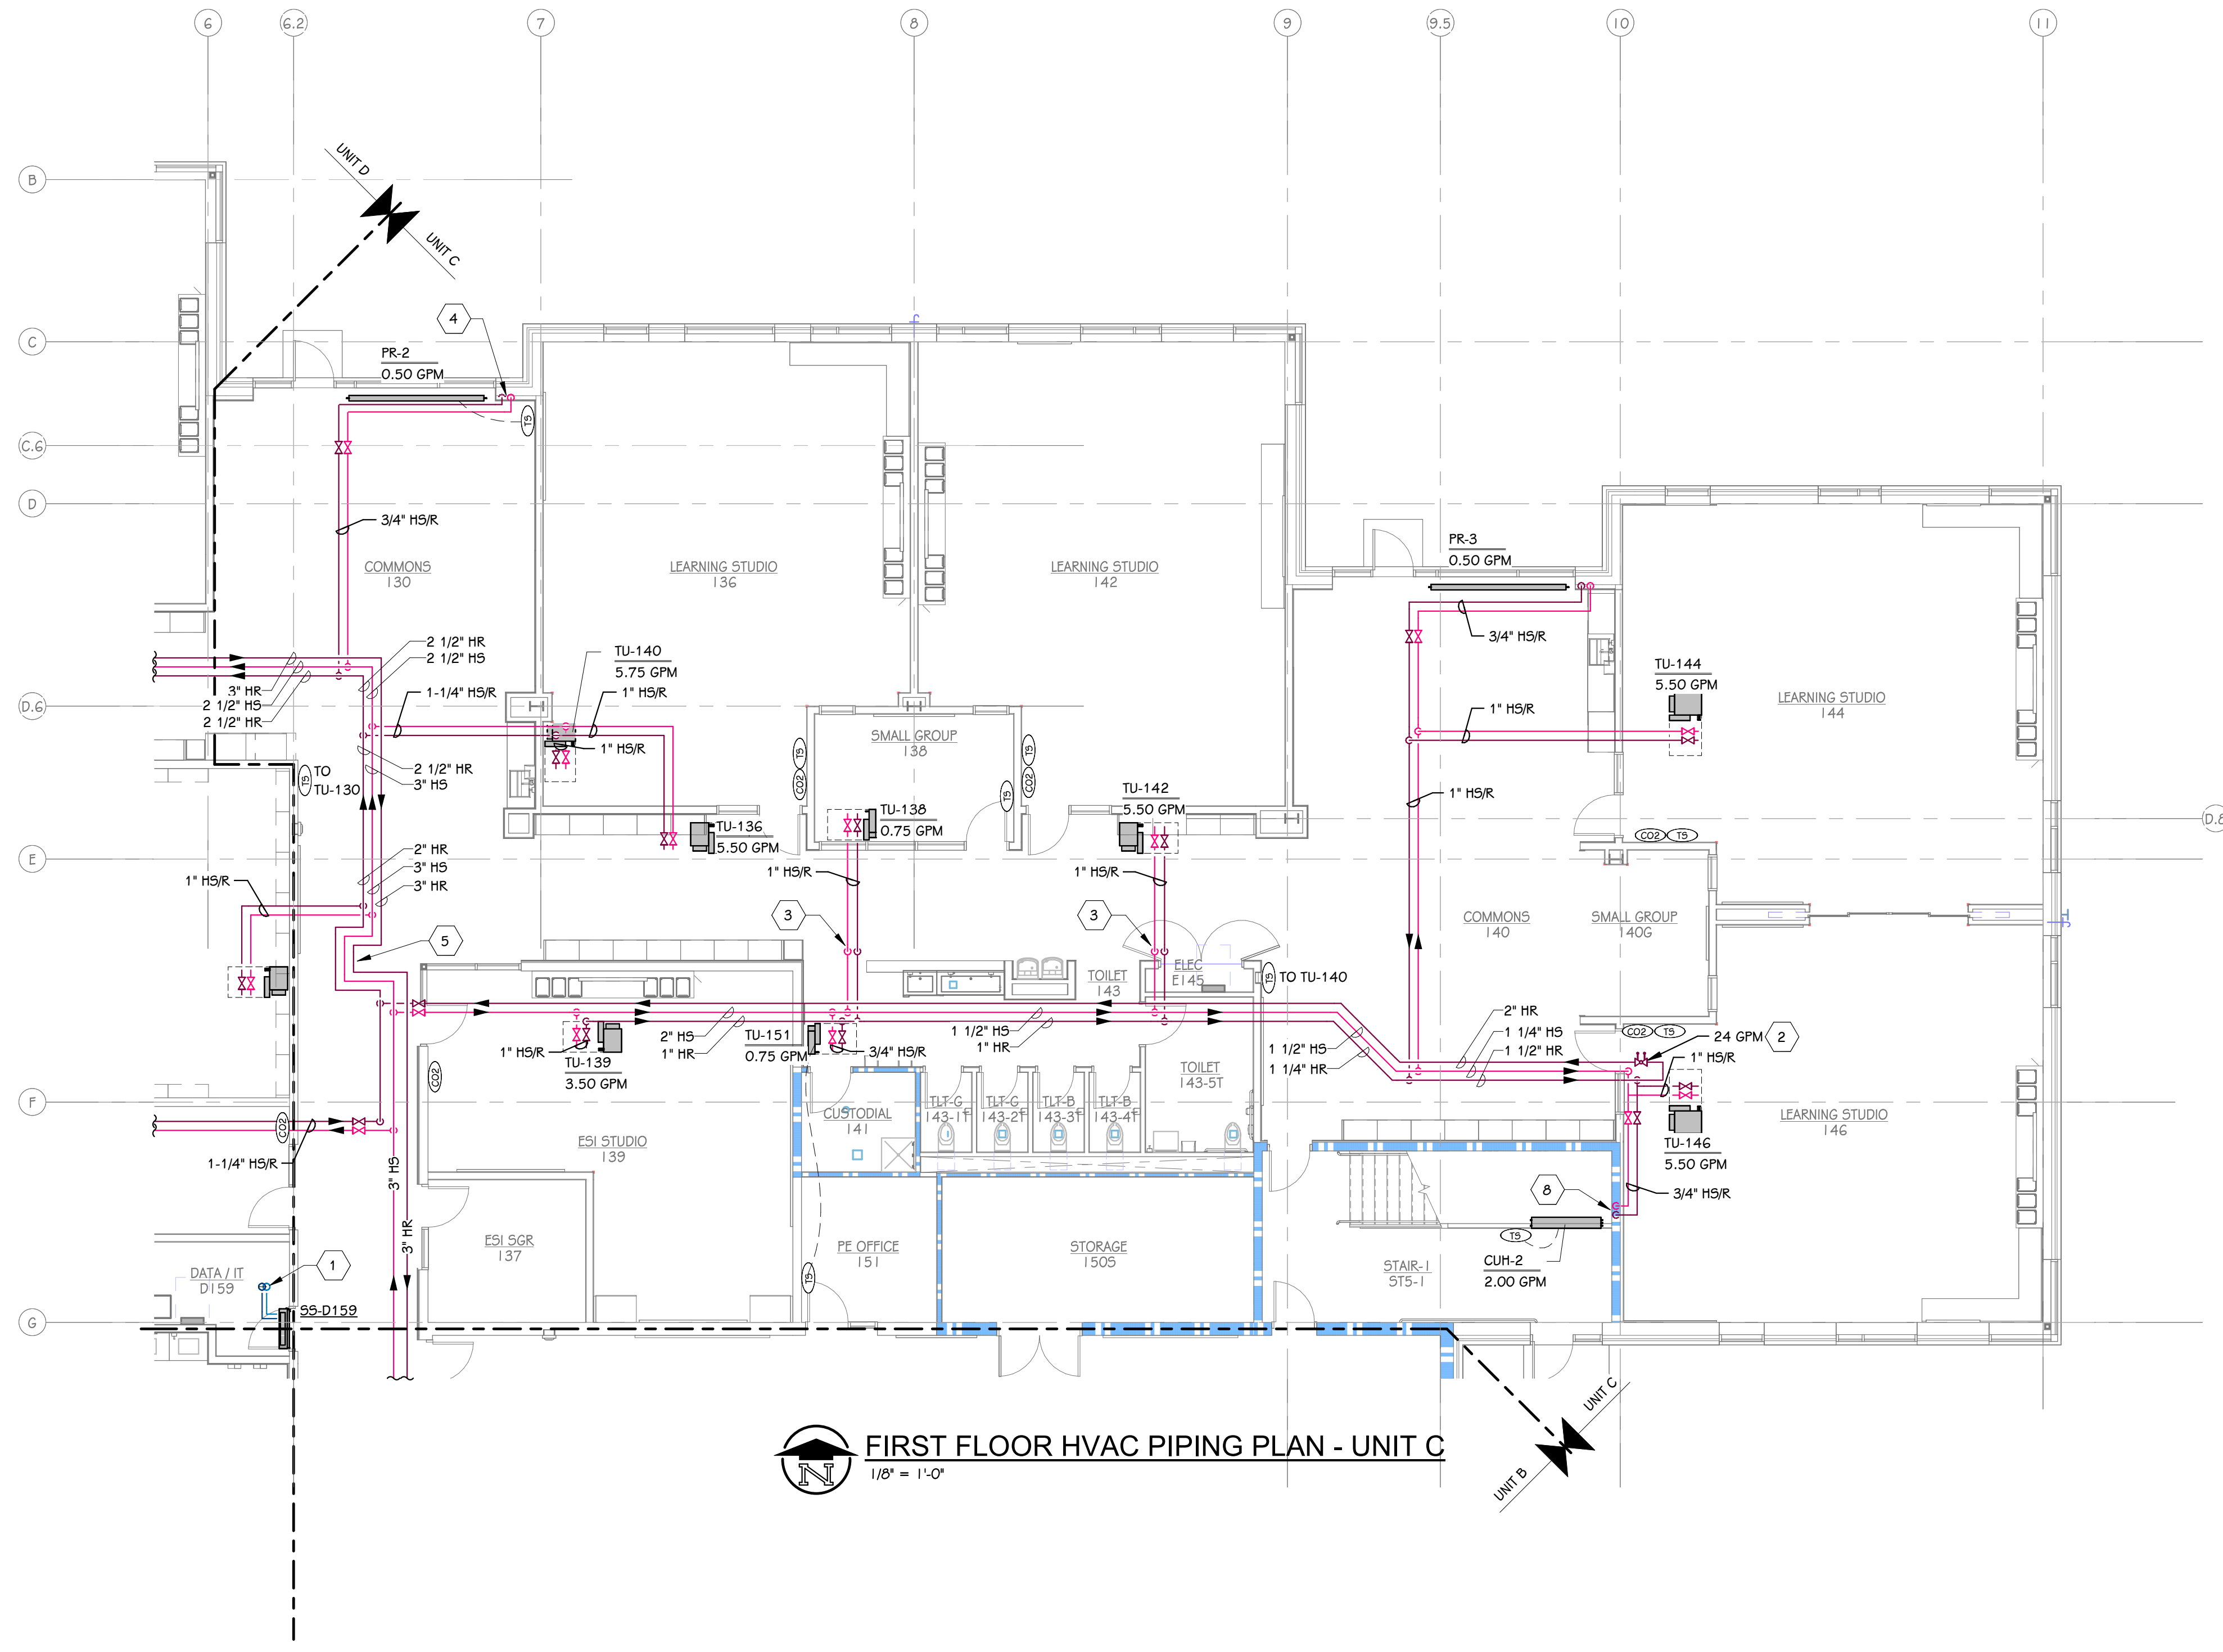 6
6.2
7
8
9
9.5
10
11
B
C
C.6
D
D.6
E
F
G
D.8
UNIT D
UNIT C
4
PR-2
0.50 GPM
TS
3/4" HS/R
COMMONS
130
LEARNING STUDIO
136
LEARNING STUDIO
142
PR-3
0.50 GPM
3/4" HS/R
2 1/2" HR
2 1/2" HS
3" HR
2 1/2" HS
2 1/2" HR
1-1/4" HS/R
TU-140
5.75 GPM
1" HS/R
1" HS/R
TU-144
5.50 GPM
LEARNING STUDIO
144
1" HS/R
SMALL GROUP
138
TS
CO2
TS
CO2
TS
2 1/2" HR
3" HS
TS
TO
TU-130
1" HS/R
TU-136
5.50 GPM
TU-138
0.75 GPM
TU-142
5.50 GPM
CO2
TS
2" HR
3" HS
3" HR
1" HS/R
1" HS/R
1" HS/R
3
3
5
COMMONS
140
SMALL GROUP
140G
ELEC
E145
TOILET
143
TS
TO TU-140
2" HS
1" HR
TU-151
0.75 GPM
1 1/2" HS
1" HR
3/4" HS/R
1" HS/R
TU-139
3.50 GPM
CO2
1 1/2" HS
1 1/4" HR
2" HR
1 1/4" HS
1 1/2" HR
CO2
TS
24 GPM
2
1" HS/R
TOILET
143-5T
CUSTODIAL
141
TLT-G
143-1T
TLT-G
143-2T
TLT-B
143-3T
TLT-B
143-4T
LEARNING STUDIO
146
TU-146
5.50 GPM
CO2
1-1/4" HS/R
ESI STUDIO
139
3" HS
3" HR
3/4" HS/R
8
ESI SGR
137
PE OFFICE
151
STORAGE
150S
TS
TS
STAIR-1
ST5-1
CUH-2
2.00 GPM
DATA / IT
D159
1
SS-D159
UNIT C
UNIT B
N
FIRST FLOOR HVAC PIPING PLAN - UNIT C
1/8" = 1'-0"